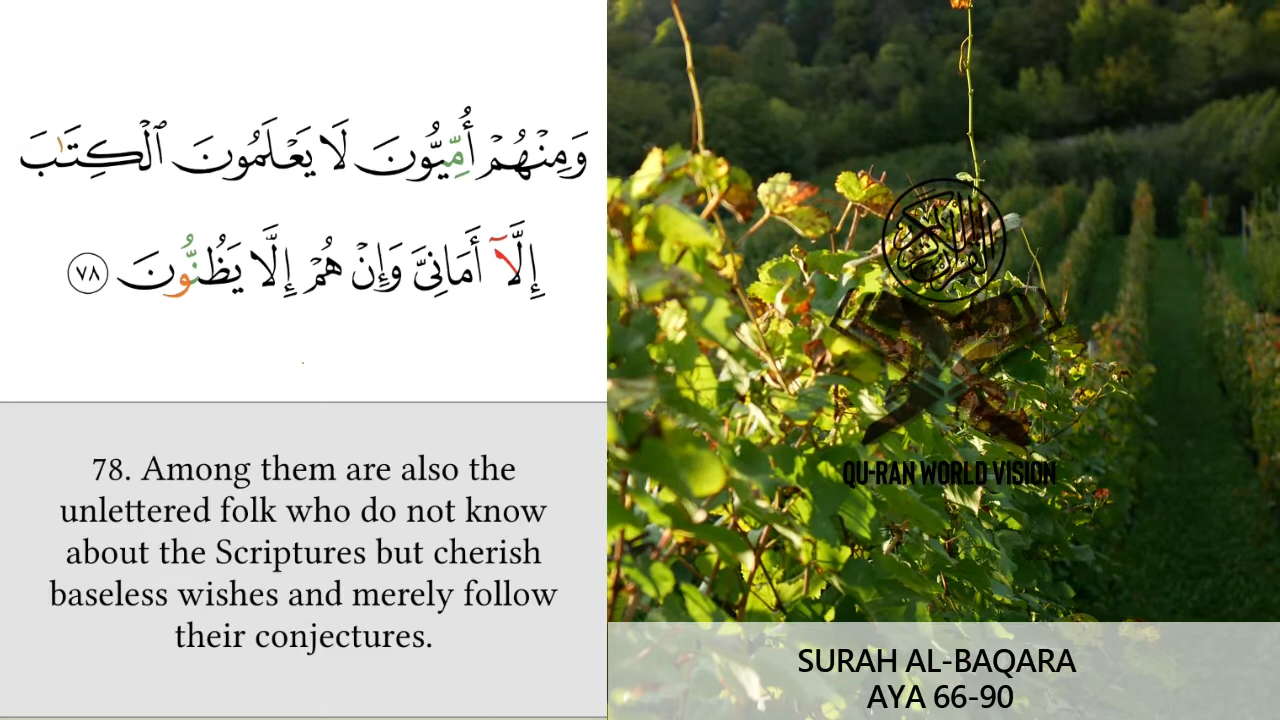 وَمِنْهُمْ أُمِّيُّونَ لَا يَعْلَمُونَ ٱلْكِتَٰبَ
إِلَّآ أَمَانِىَّ وَإِنْ هُمْ إِلَّا يَظُنُّونَ ٧٨
78. Among them are also the
unlettered folk who do not know
about the Scriptures but cherish
baseless wishes and merely follow
their conjectures.
القرآن الكريم
QU-RAN WORLD VISION
SURAH AL-BAQARA
AYA 66-90